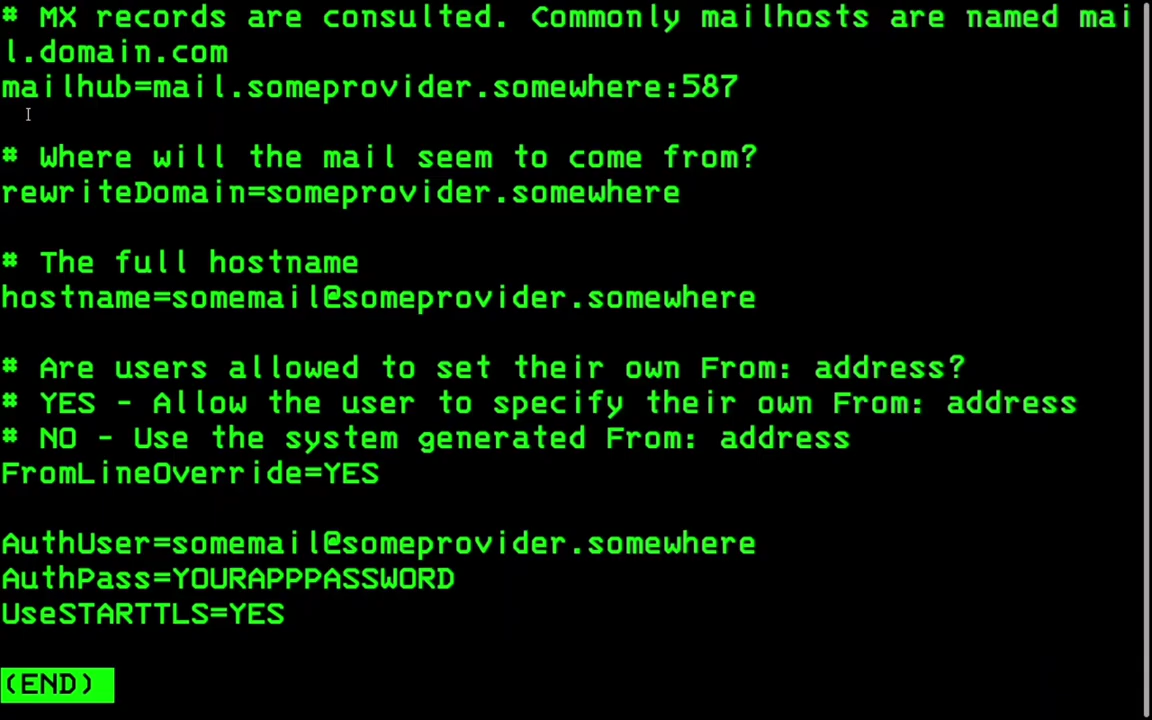 # MX records are consulted. Commonly mailhosts are named mai
l.domain.com
mailhub=mail.someprovider.somewhere:587
# Where will the mail seem to come from?
rewriteDomain=someprovider.somewhere
# The full hostname
hostname=somemail@someprovider.somewhere
# Are users allowed to set their own From: address?
# YES - Allow the user to specify their own From: address
# NO - Use the system generated From: address
FromLineOverride=YES
AuthUser=somemail@someprovider.somewhere
AuthPass=YOURAPPPASSWORD
UseSTARTTLS=YES
(END)